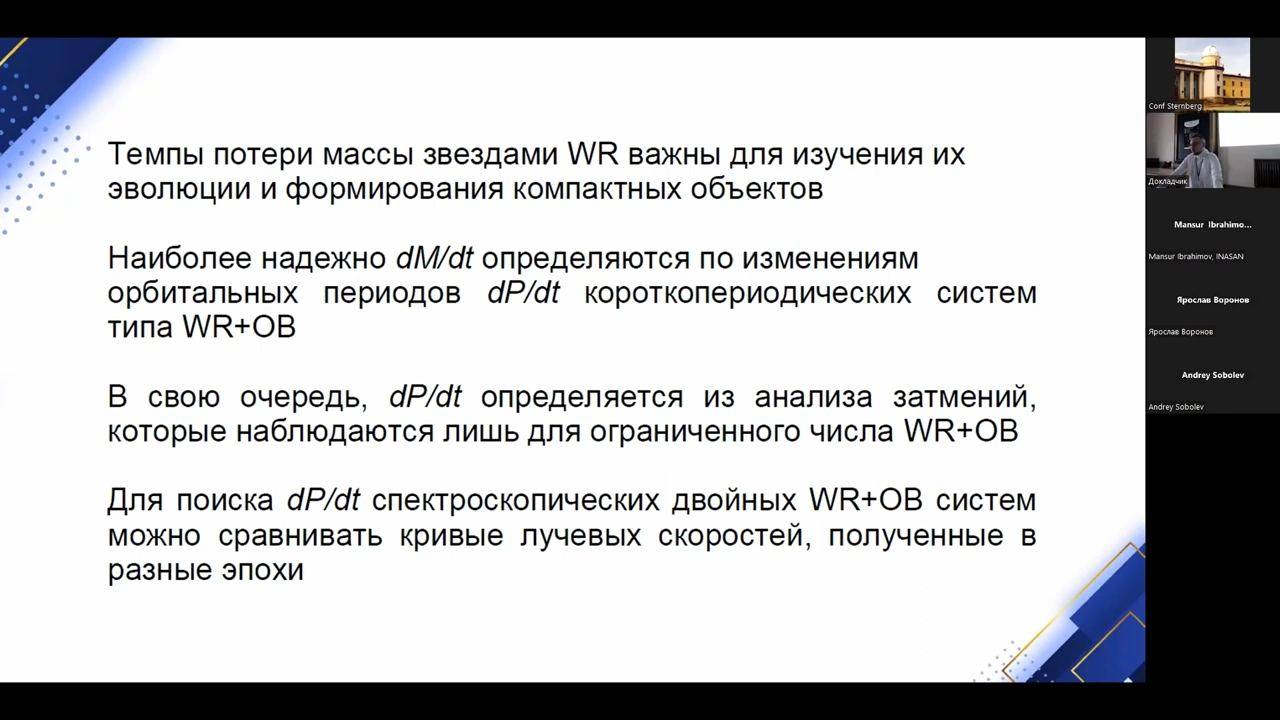 Темпы потери массы звездами WR важны для изучения их
эволюции и формирования компактных объектов
Наиболее надежно dM/dt определяются по изменениям
орбитальных периодов dP/dt короткопериодических систем
типа WR+OB
В свою очередь, dP/dt определяется из анализа затмений,
которые наблюдаются лишь для ограниченного числа WR+OB
Для поиска dP/dt спектроскопических двойных WR+OB систем
можно сравнивать кривые лучевых скоростей, полученные в
разные эпохи
Conf Sternberg
Докладчик
Mansur Ibrahimo...
Mansur Ibrahimov, INASAN
Ярослав Воронов
Ярослав Воронов
Andrey Sobolev
Andrey Sobolev